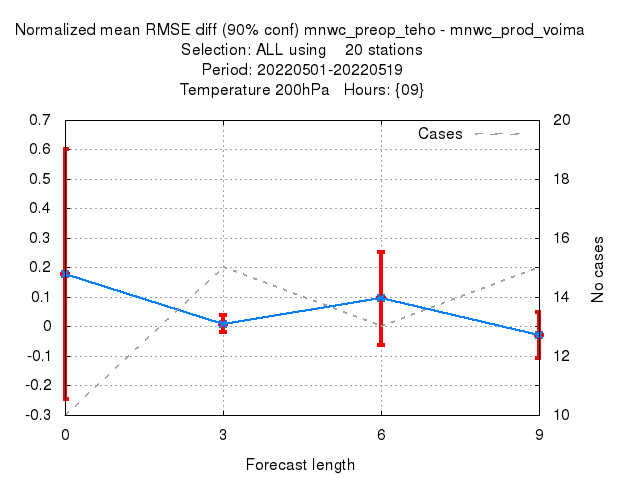 Normalized mean RMSE diff (90% conf) mnwc_preop_teho - mnwc_prod_voima
Selection: ALL using 20 stations
Period: 20220501-20220519
Temperature 200hPa Hours: {09}
0.7 20
Cases
0.6
0.5 18
0.4
0.3 16
0.2
0.1 14
0
-0.1 12
-0.2
-0.3 10
No cases
0 3 6 9
Forecast length